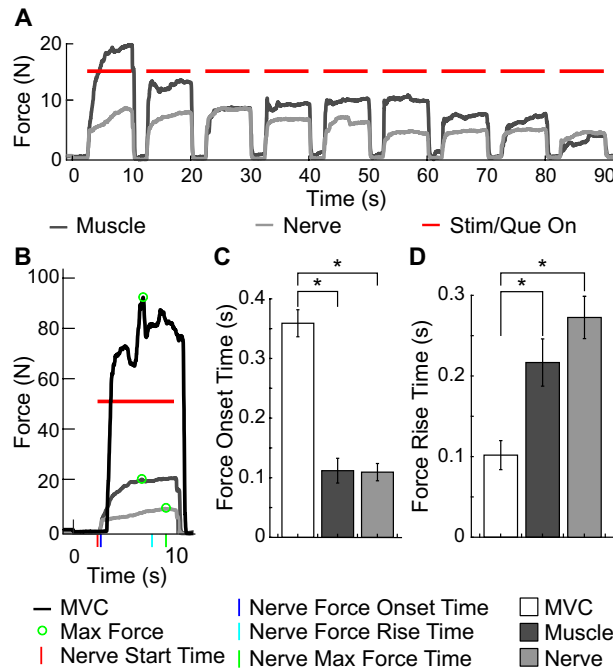 A
Force (N)
20
10
0
0 10 20 30 40 50 60 70 80 90
Time (s)
Muscle Nerve Stim/Que On
B
Force (N)
100
80
60
40
20
0
0 10
Time (s)
C
*
*
Force Onset Time (s)
0.4
0.3
0.2
0.1
0
D
*
*
Force Rise Time (s)
0.3
0.2
0.1
0
MVC
Max Force
Nerve Start Time
Nerve Force Onset Time
Nerve Force Rise Time
Nerve Max Force Time
MVC
Muscle
Nerve